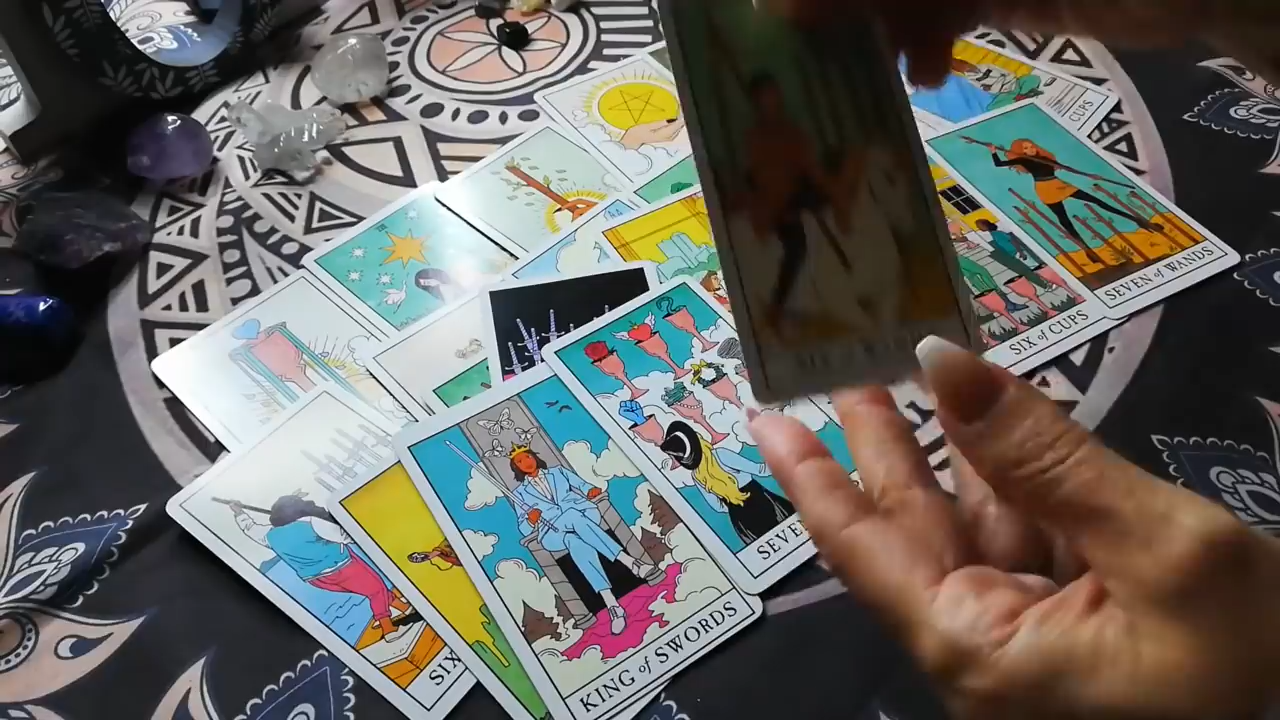 CUPS
SEVEN of WANDS
SIX of CUPS
SEVEN
SIX
KING of SWORDS